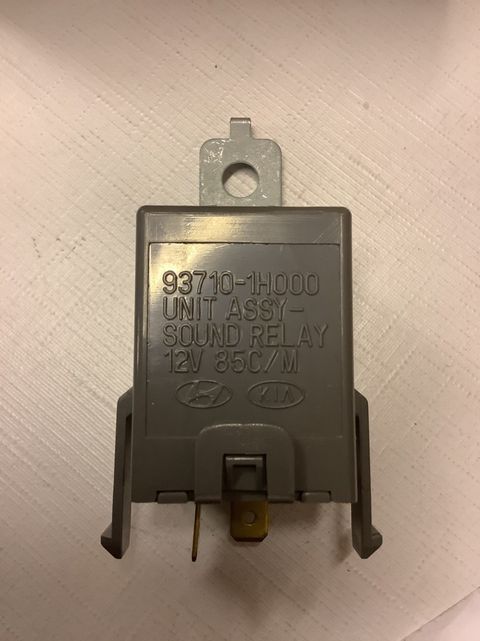 93710-1H000
UNIT ASSY-
SOUND RELAY
12V 85C/M
KIA